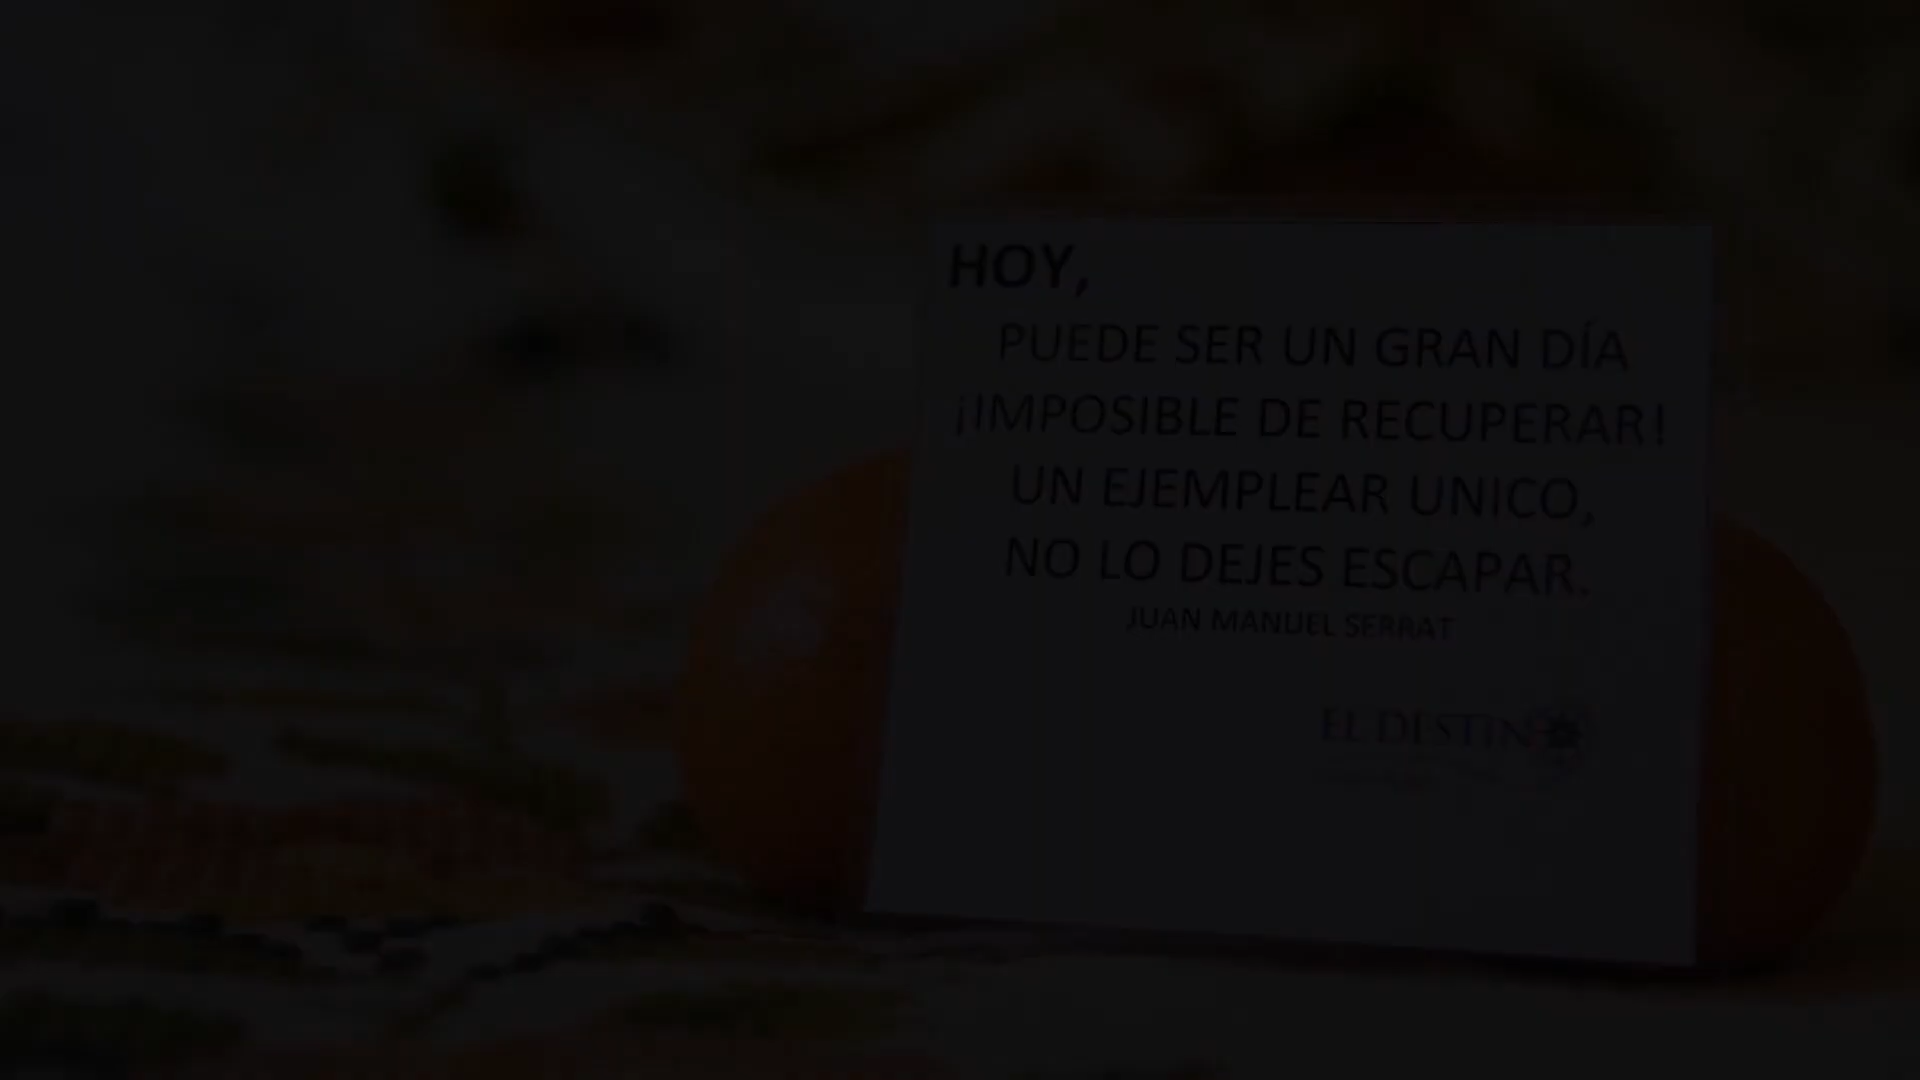 HOY,
PUEDE SER UN GRAN DÍA
¡IMPOSIBLE DE RECUPERAR!
UN EJEMPLEAR UNICO,
NO LO DEJES ESCAPAR.
JUAN MANUEL SERRAT
EL DESTINO